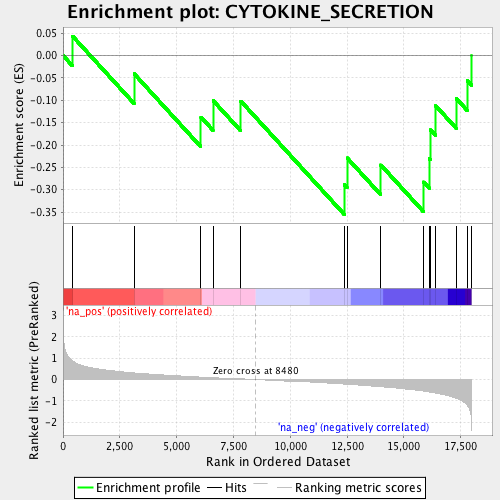 Enrichment plot: CYTOKINE_SECRETION
Enrichment score (ES)
0.05
0.00
-0.05
-0.10
-0.15
-0.20
-0.25
-0.30
-0.35
'na_pos' (positively correlated)
Ranked list metric (PreRanked)
3
2
1
0
-1
-2
Zero cross at 8480
'na_neg' (negatively correlated)
0 2,500 5,000 7,500 10,000 12,500 15,000 17,500
Rank in Ordered Dataset
Enrichment profile Hits Ranking metric scores